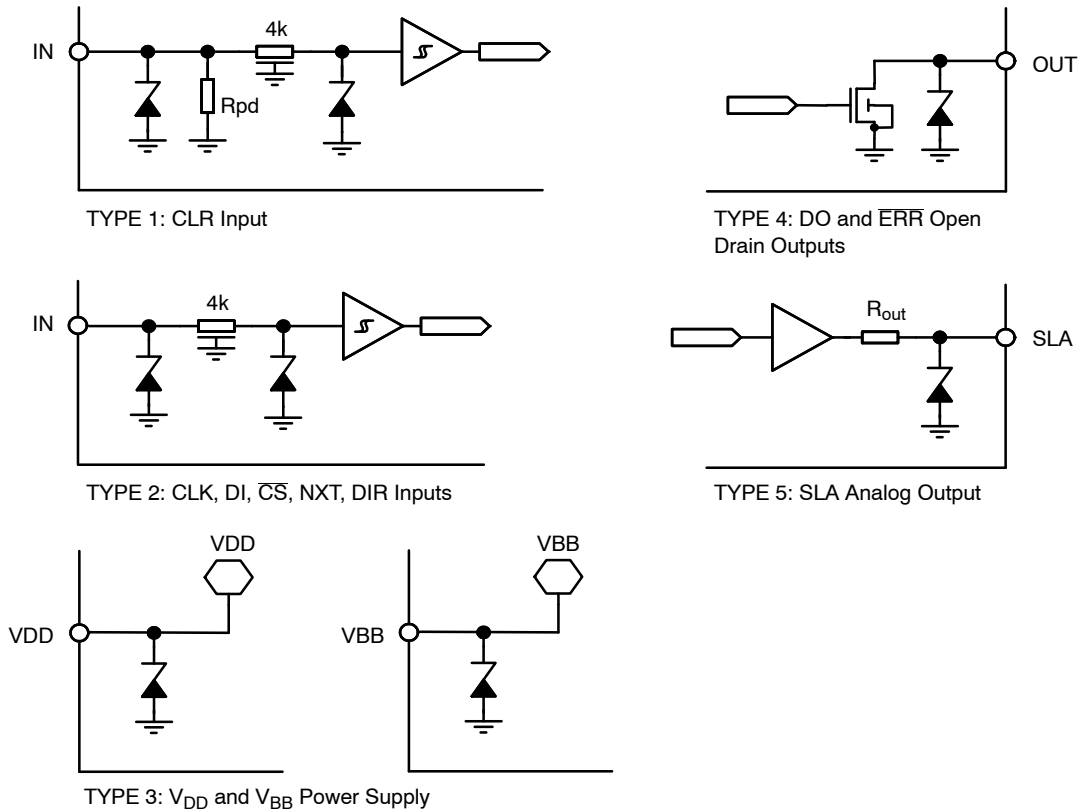 4k
IN
Rpd
TYPE 1: CLR Input
OUT
TYPE 4: DO and E̅R̅R̅ Open
Drain Outputs
4k
IN
TYPE 2: CLK, DI, C̅S̅, NXT, DIR Inputs
Rout
SLA
TYPE 5: SLA Analog Output
VDD
VDD
VBB
VBB
TYPE 3: VDD and VBB Power Supply